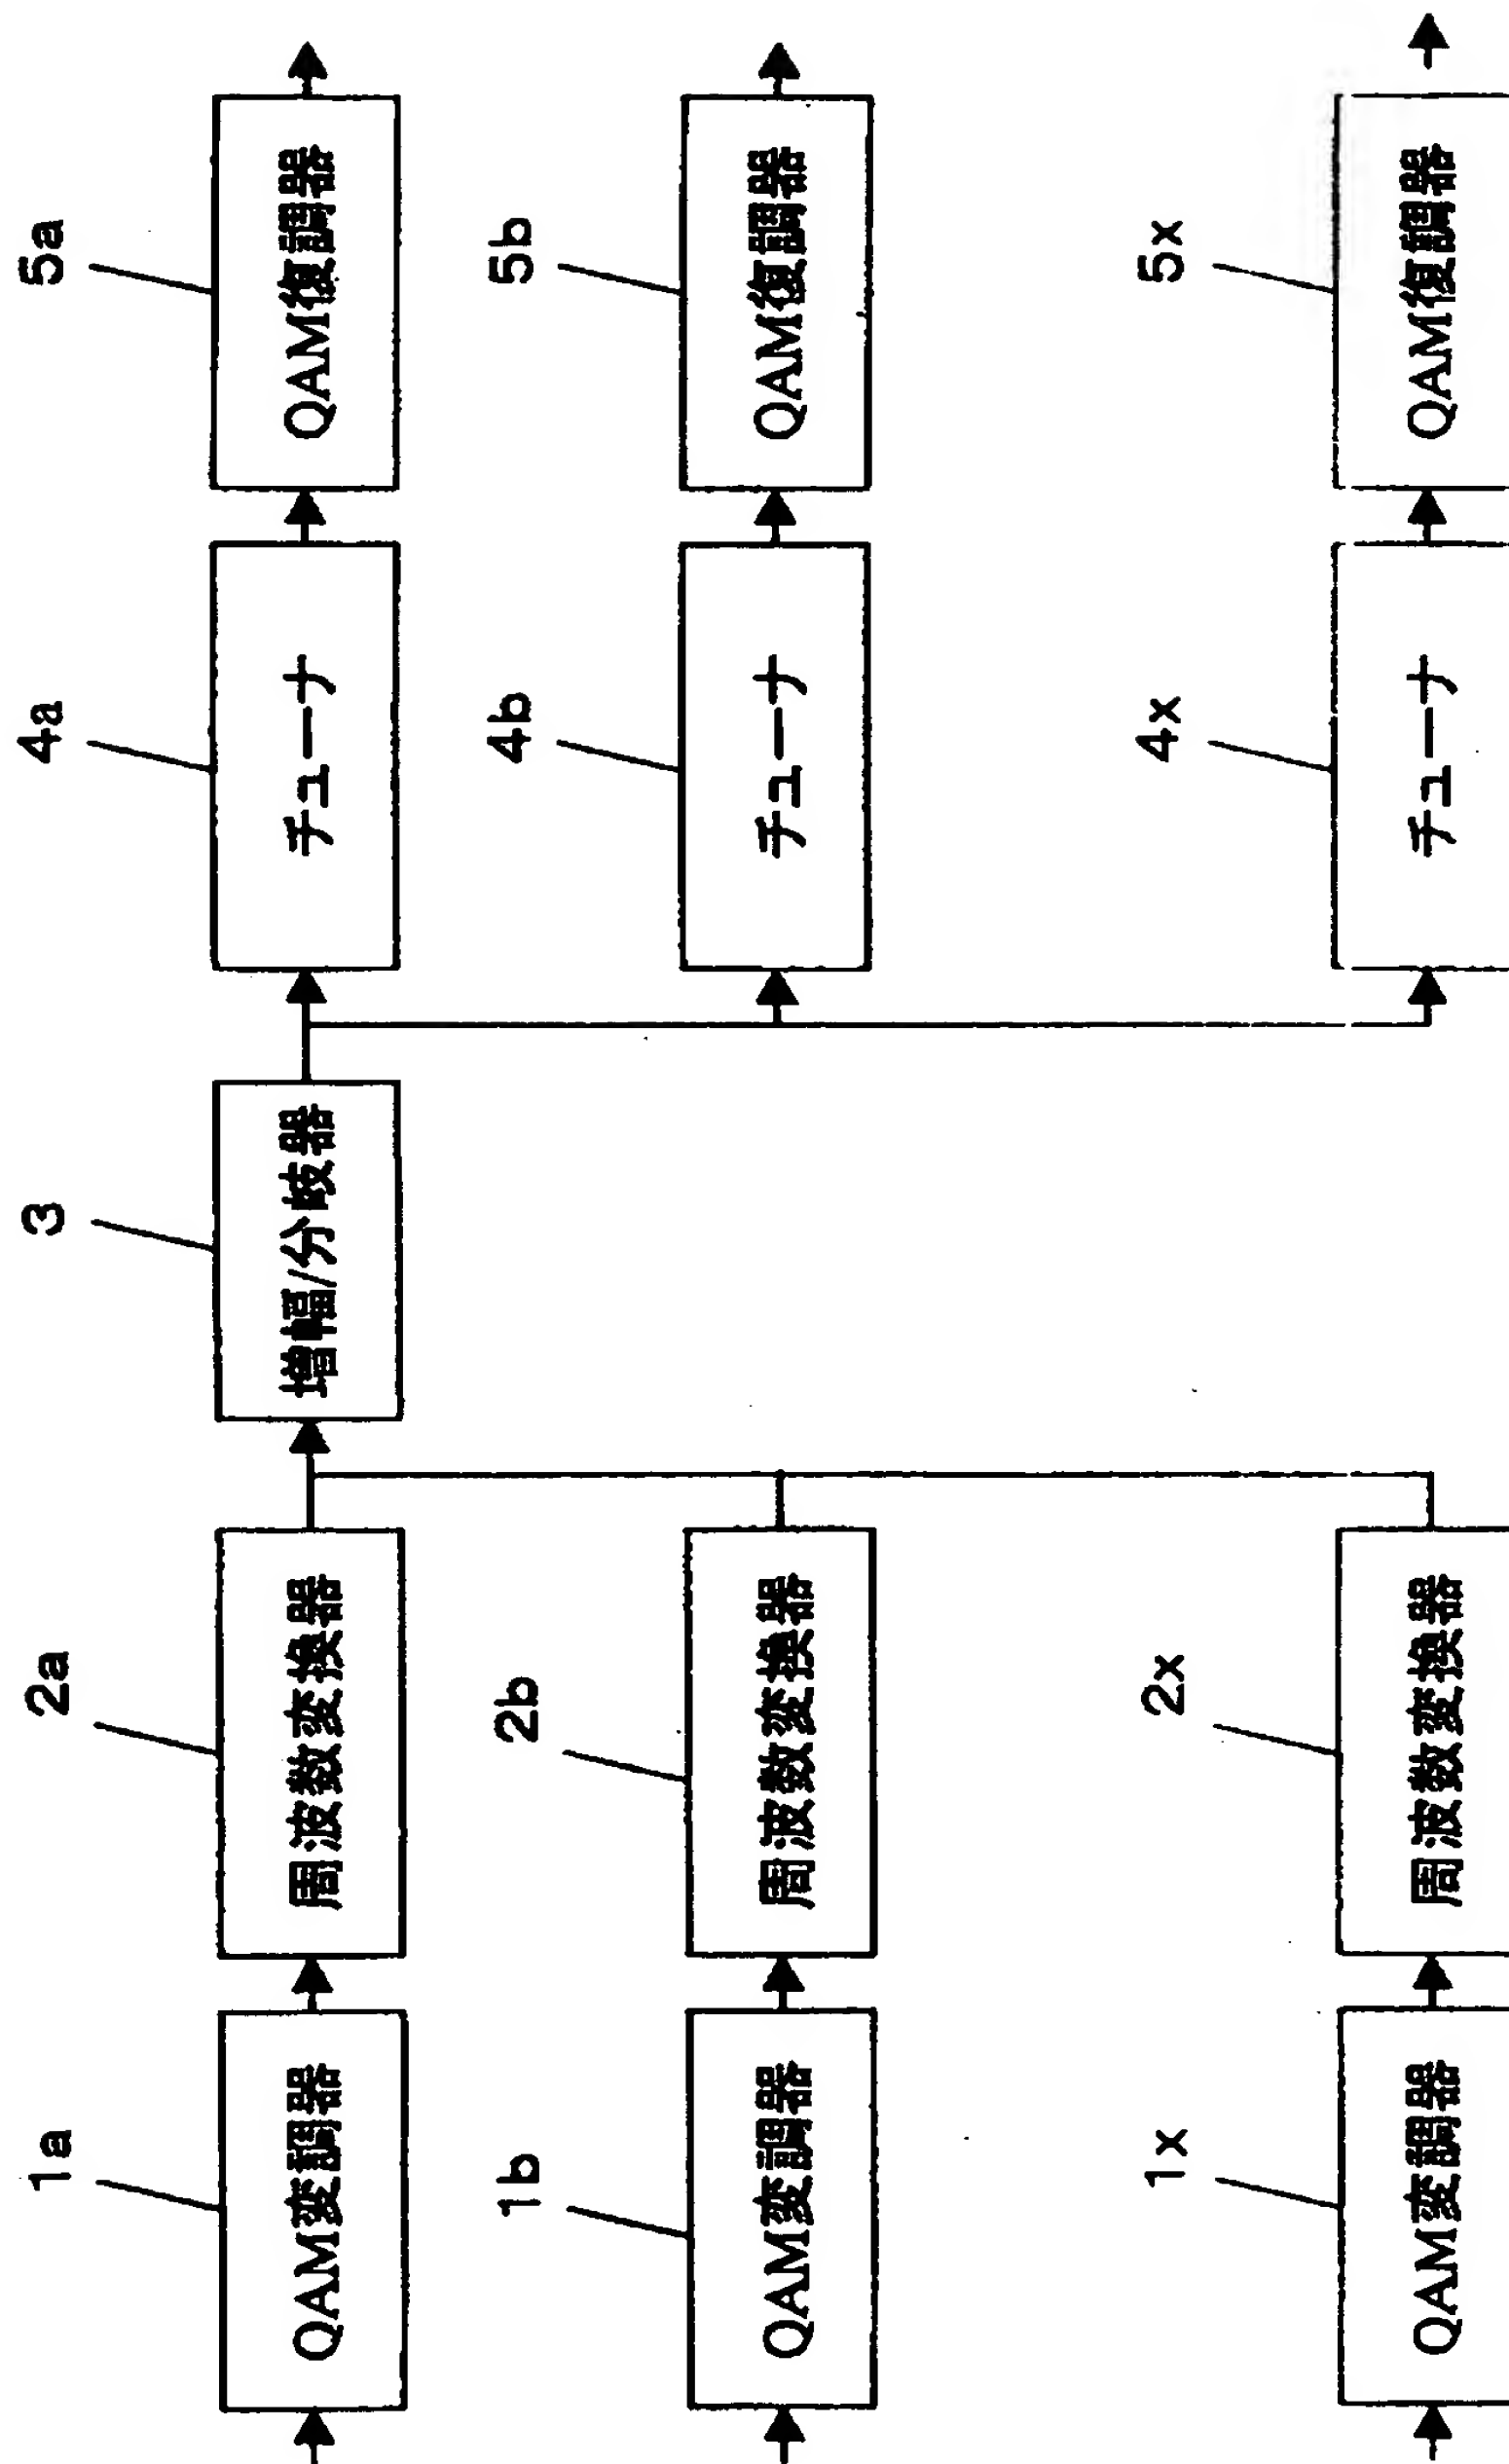 1a
QAM変調器
2a
周波数変換器
3
増幅/分岐器
4a
チューナ
5a
QAM復調器
1b
QAM変調器
2b
周波数変換器
4b
チューナ
5b
QAM復調器
1x
QAM変調器
2x
周波数変換器
4x
チューナ
5x
QAM復調器